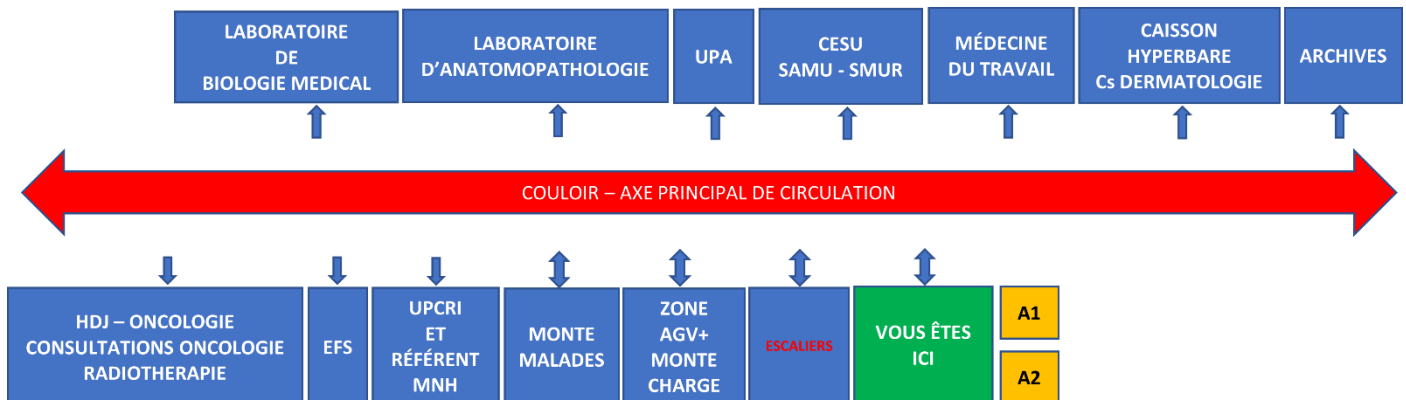 LABORATOIRE
DE
BIOLOGIE MEDICAL
LABORATOIRE
D'ANATOMOPATHOLOGIE
UPA
CESU
SAMU - SMUR
MÉDECINE
DU TRAVAIL
CAISSON
HYPERBARE
Cs DERMATOLOGIE
ARCHIVES
COULOIR – AXE PRINCIPAL DE CIRCULATION
HDJ – ONCOLOGIE
CONSULTATIONS ONCOLOGIE
RADIOTHERAPIE
EFS
UPCRI
ET
RÉFÉRENT
MNH
MONTE
MALADES
ZONE
AGV+
MONTE
CHARGE
ESCALIERS
VOUS ÊTES
ICI
A1
A2